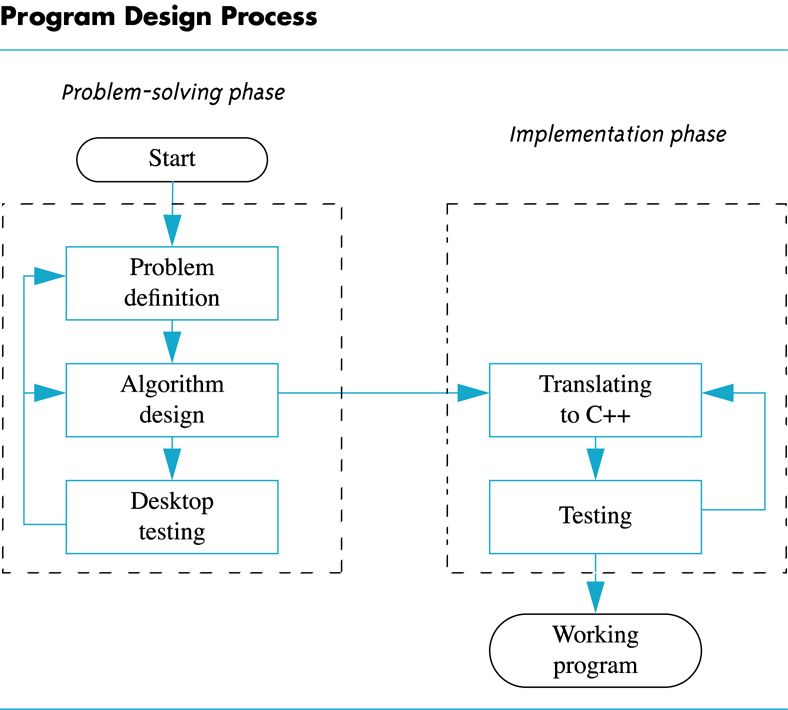 Program Design Process
Problem-solving phase
Implementation phase
Start
Problem
definition
Algorithm
design
Desktop
testing
Translating
to C++
Testing
Working
program